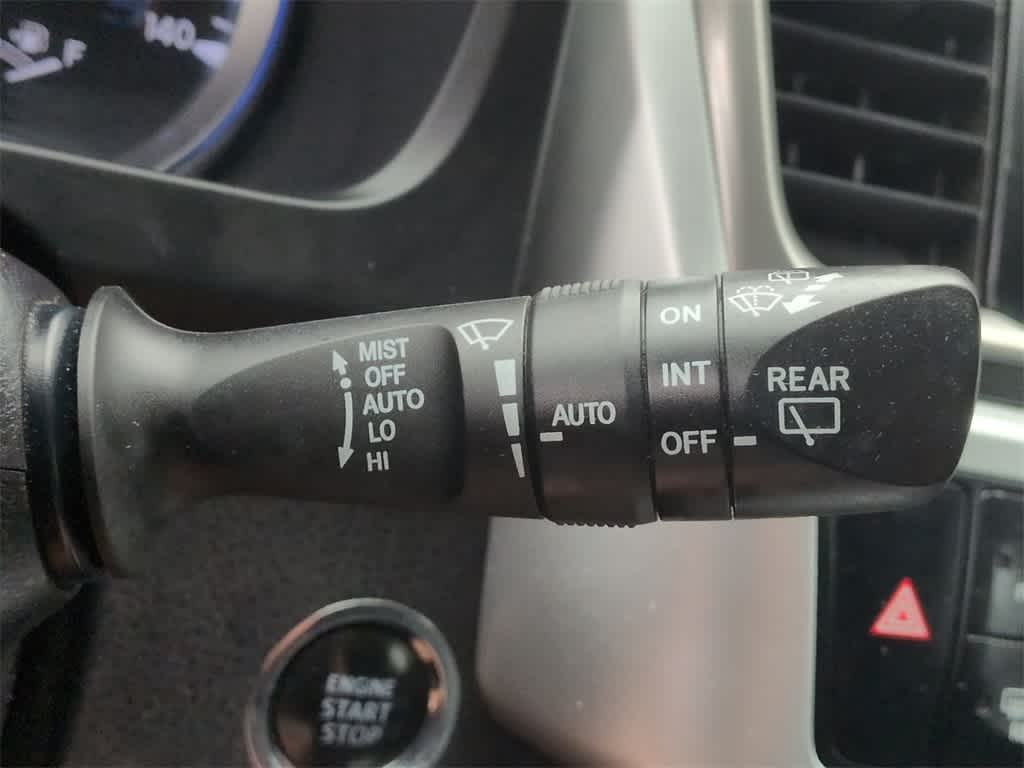 F
140
MIST
OFF
AUTO
LO
HI
AUTO
ON
INT
OFF
REAR
ENGINE
START
STOP